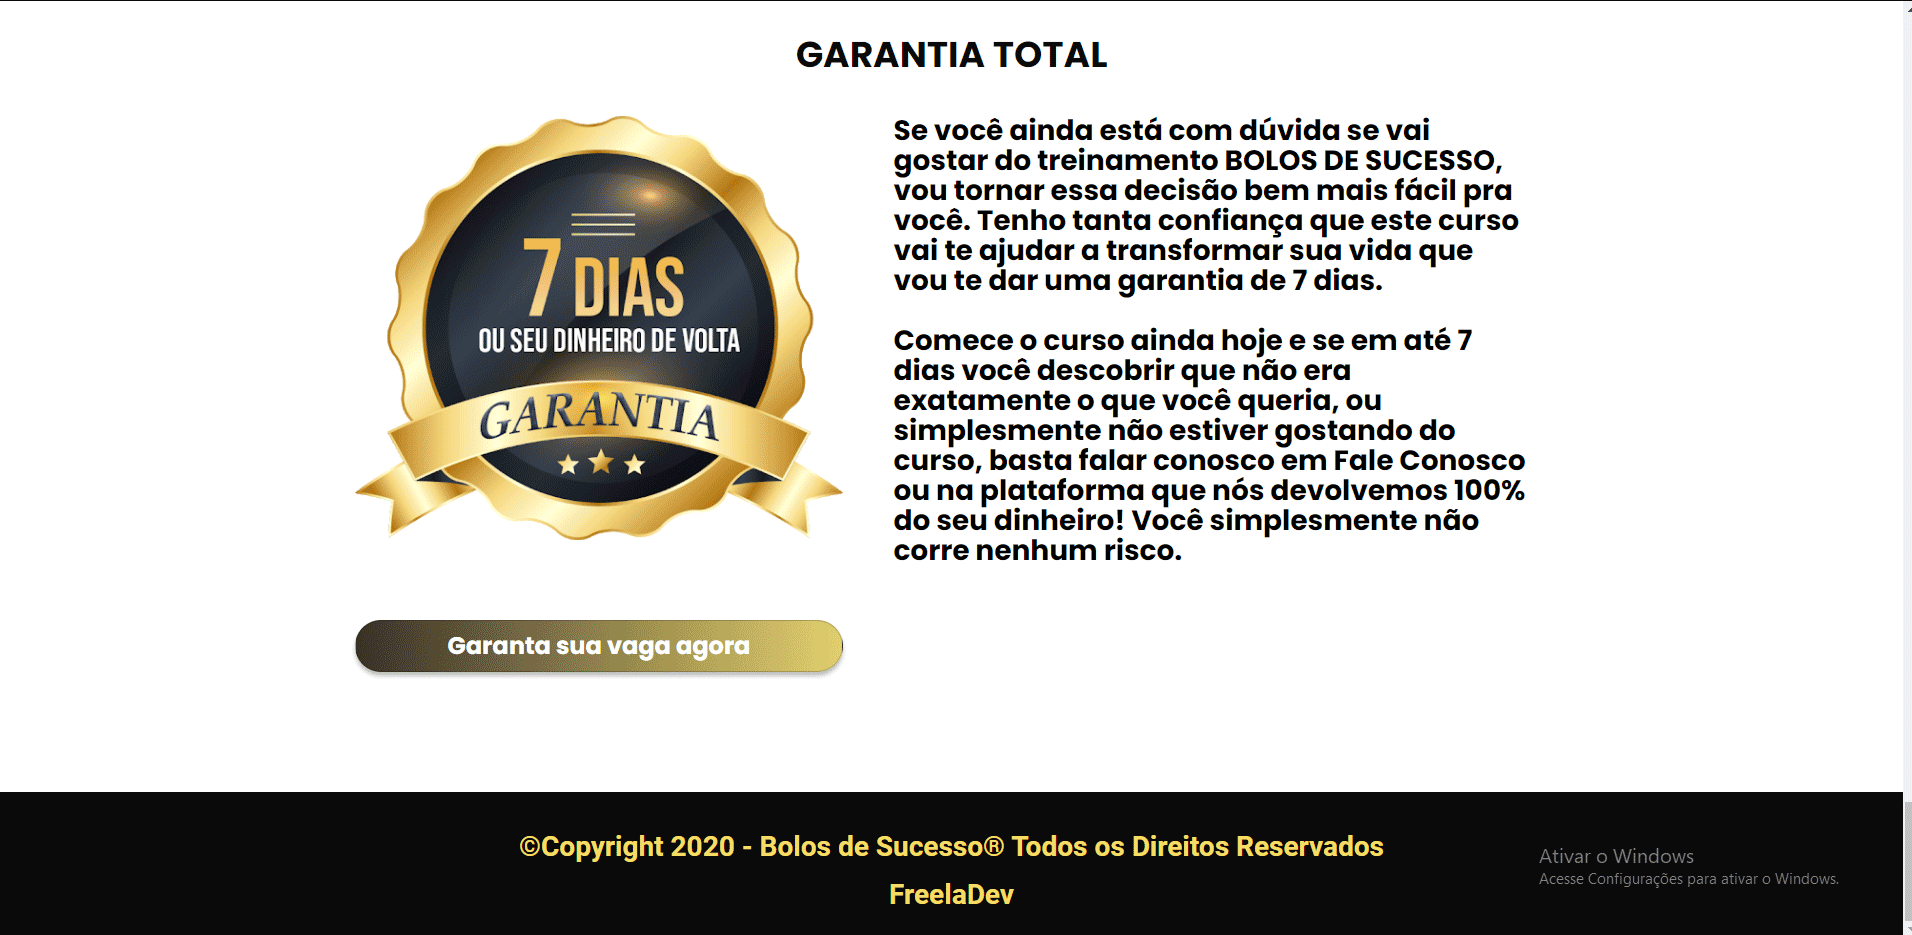 GARANTIA TOTAL
7 DIAS
OU SEU DINHEIRO DE VOLTA
GARANTIA
Se você ainda está com dúvida se vai
gostar do treinamento BOLOS DE SUCESSO,
vou tornar essa decisão bem mais fácil pra
você. Tenho tanta confiança que este curso
vai te ajudar a transformar sua vida que
vou te dar uma garantia de 7 dias.
Comece o curso ainda hoje e se em até 7
dias você descobrir que não era
exatamente o que você queria, ou
simplesmente não estiver gostando do
curso, basta falar conosco em Fale Conosco
ou na plataforma que nós devolvemos 100%
do seu dinheiro! Você simplesmente não
corre nenhum risco.
Garanta sua vaga agora
©Copyright 2020 - Bolos de Sucesso® Todos os Direitos Reservados
FreelaDev
Ativar o Windows
Acesse Configurações para ativar o Windows.